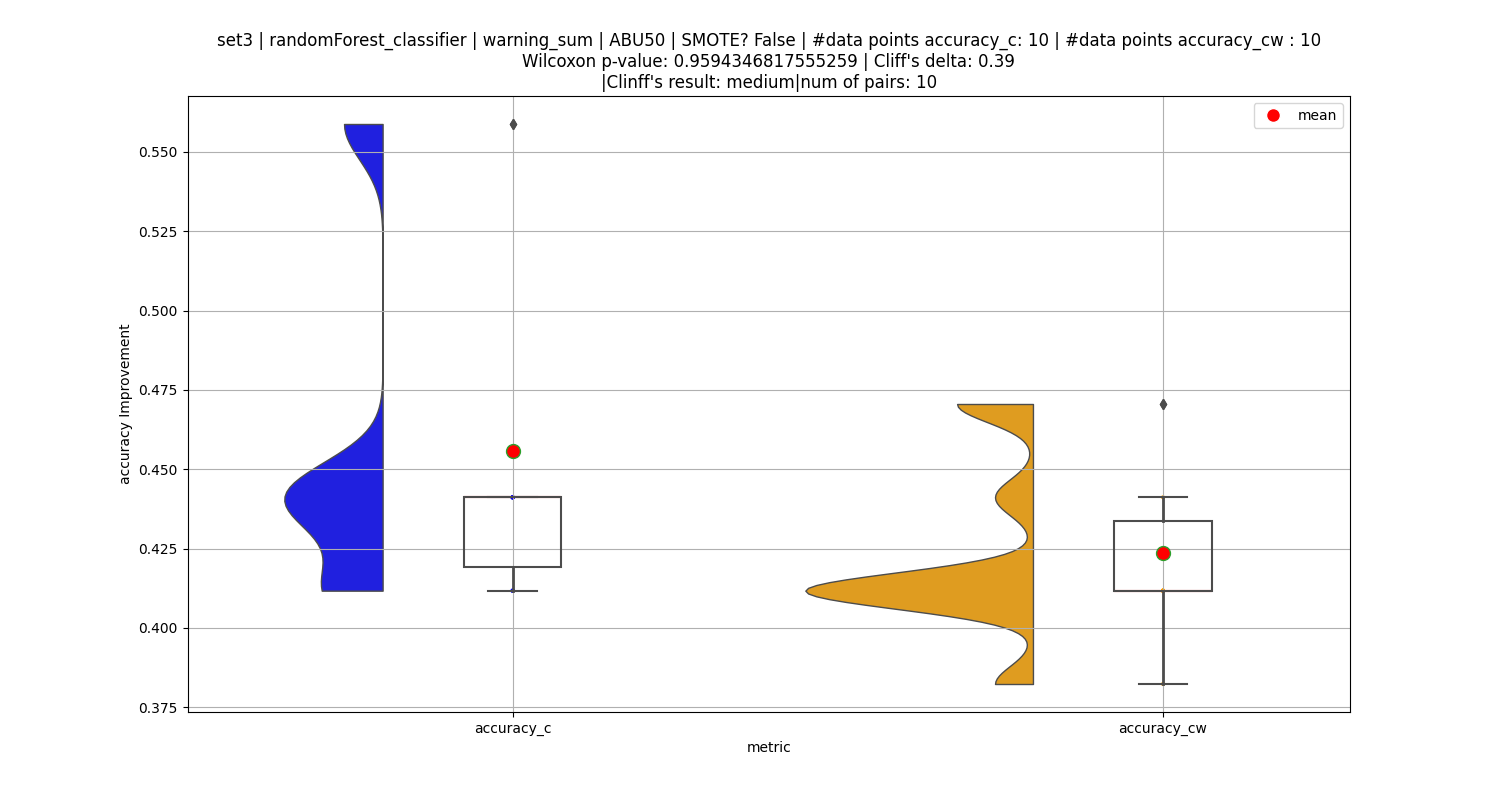 set3 | randomForest_classifier | warning_sum | ABU50 | SMOTE? False | #data points accuracy_c: 10 | #data points accuracy_cw : 10
Wilcoxon p-value: 0.9594346817555259 | Cliff's delta: 0.39
|Clinff's result: medium|num of pairs: 10
mean
accuracy Improvement
0.550
0.525
0.500
0.475
0.450
0.425
0.400
0.375
accuracy_c
accuracy_cw
metric